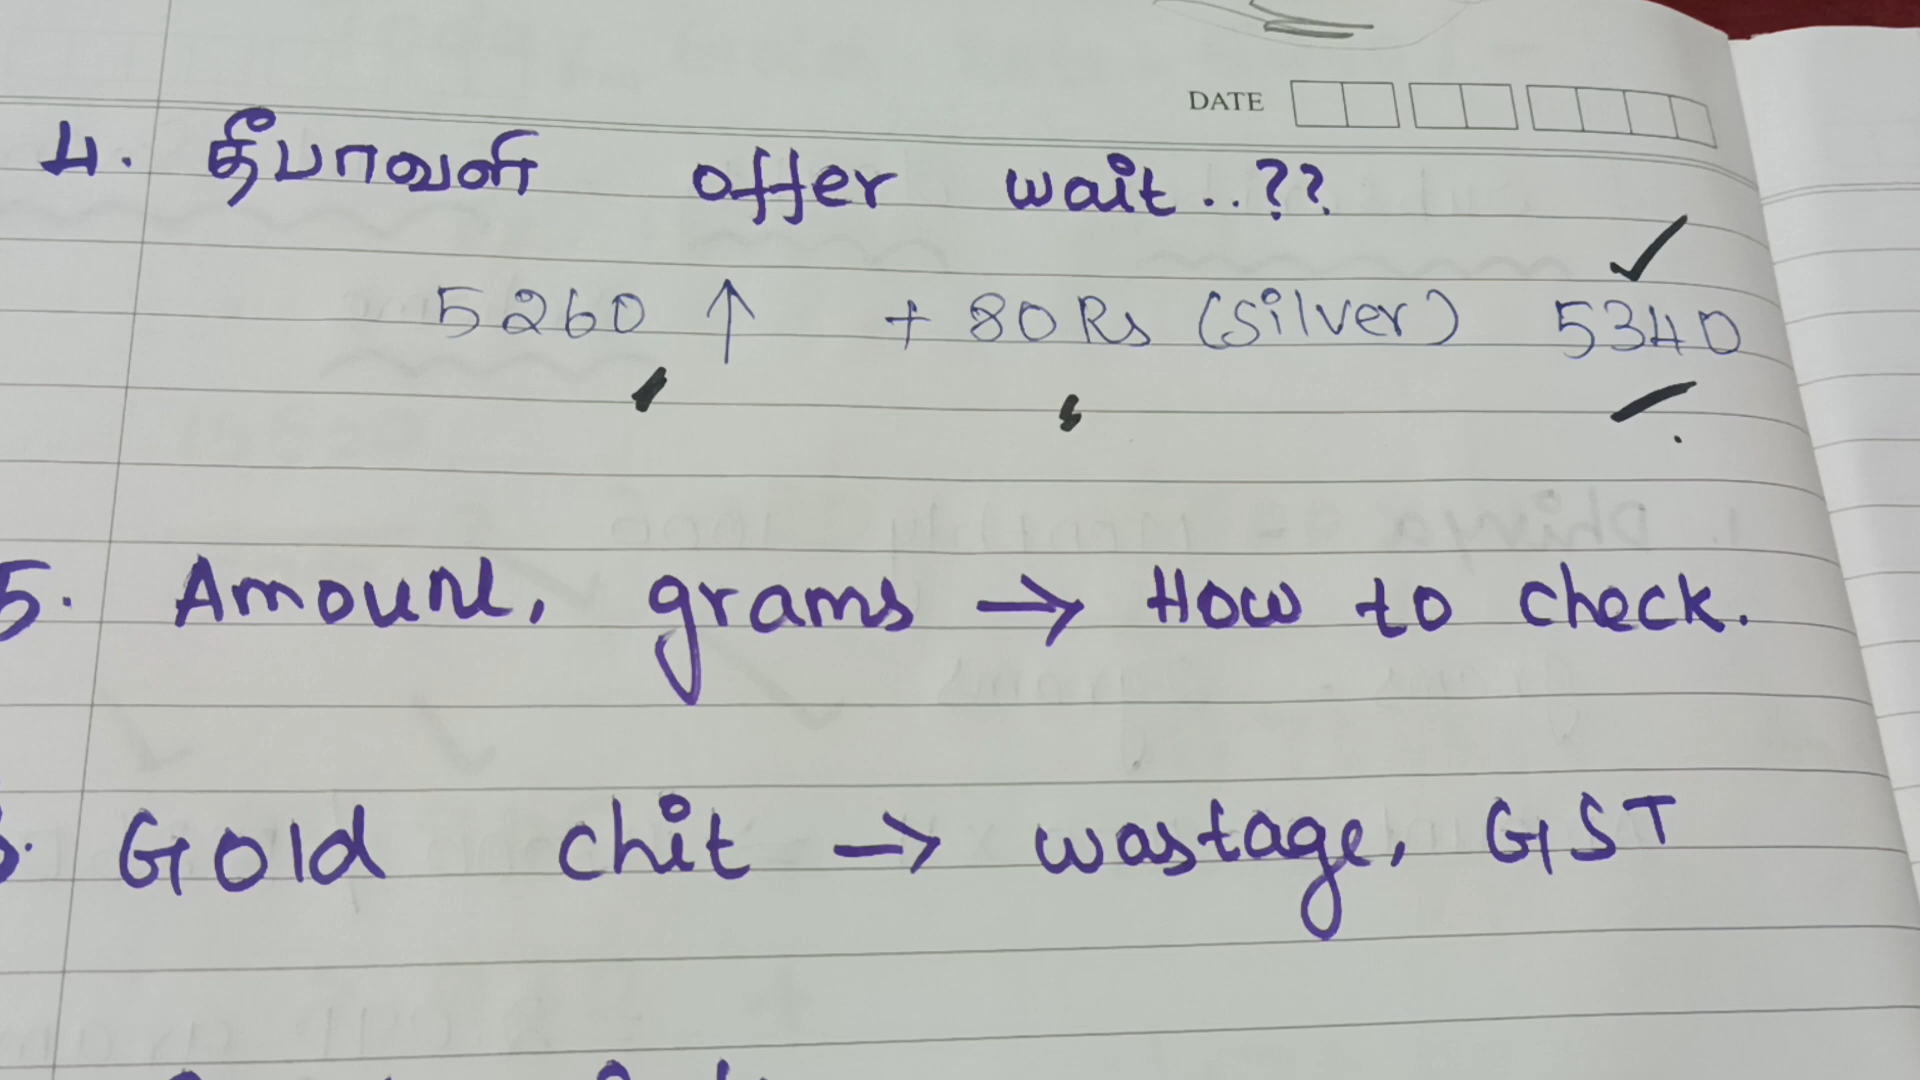 DATE
4. தீபாவளி offer wait..??
5260 ↑ + 80 Rs (silver) 5340
5. Amount, grams → How to check.
Gold chit → wastage, GST